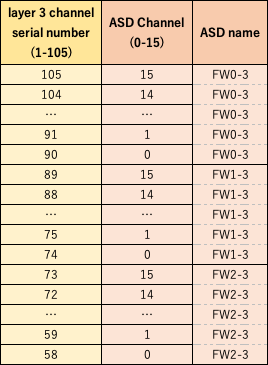 layer 3 channel serial number (1-105) ASD Channel (0-15) ASD name
105 15 FW0-3
104 14 FW0-3
⋯ ⋯ FW0-3
91 1 FW0-3
90 0 FW0-3
89 15 FW1-3
88 14 FW1-3
⋯ ⋯ FW1-3
75 1 FW1-3
74 0 FW1-3
73 15 FW2-3
72 14 FW2-3
⋯ ⋯ FW2-3
59 1 FW2-3
58 0 FW2-3